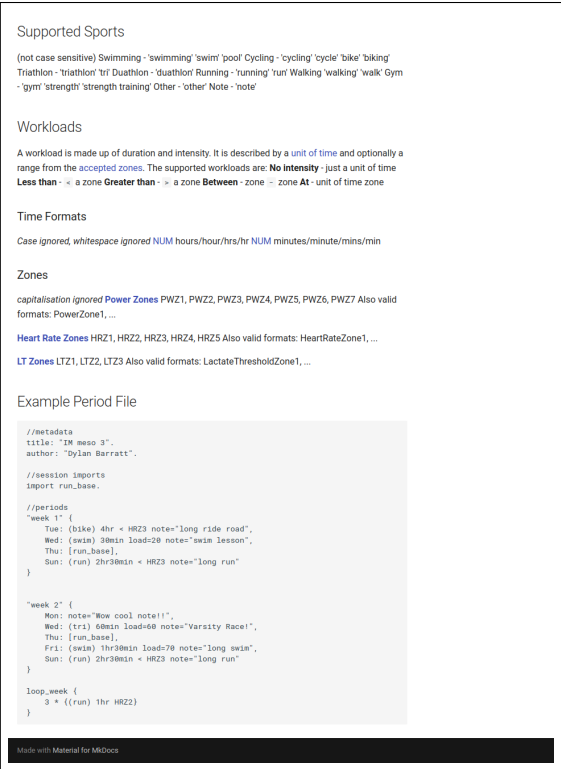 Supported Sports
(not case sensitive) Swimming - 'swimming' 'swim' 'pool' Cycling - 'cycling' 'cycle' 'bike' 'biking'
Triathlon - 'triathlon' 'tri' Duathlon - 'duathlon' Running - 'running' 'run' Walking 'walking' 'walk' Gym
- 'gym' 'strength' 'strength training' Other - 'other' Note - 'note'
Workloads
A workload is made up of duration and intensity. It is described by a unit of time and optionally a
range from the accepted zones. The supported workloads are: No intensity - just a unit of time
Less than - < a zone Greater than - > a zone Between - zone - zone At - unit of time zone
Time Formats
Case ignored, whitespace ignored NUM hours/hour/hrs/hr NUM minutes/minute/mins/min
Zones
capitalisation ignored Power Zones PWZ1, PWZ2, PWZ3, PWZ4, PWZ5, PWZ6, PWZ7 Also valid
formats: PowerZone1, ...
Heart Rate Zones HRZ1, HRZ2, HRZ3, HRZ4, HRZ5 Also valid formats: HeartRateZone1, ...
LT Zones LTZ1, LTZ2, LTZ3 Also valid formats: LactateThresholdZone1, ...
Example Period File
//metadata
title: "IM meso 3".
author: "Dylan Barratt".
//session imports
import run_base.
//periods
"week 1" {
Tue: (bike) 4hr < HRZ3 note="long ride road",
Wed: (swim) 30min load=20 note="swim lesson",
Thu: [run_base],
Sun: (run) 2hr30min < HRZ3 note="long run"
}
"week 2" {
Mon: note="Wow cool note!!",
Wed: (tri) 60min load=60 note="Varsity Race!",
Thu: [run_base],
Fri: (swim) 1hr30min load=70 note="long swim",
Sun: (run) 2hr30min < HRZ3 note="long run"
}
loop_week {
3 * {(run) 1hr HRZ2}
}
Made with Material for MkDocs